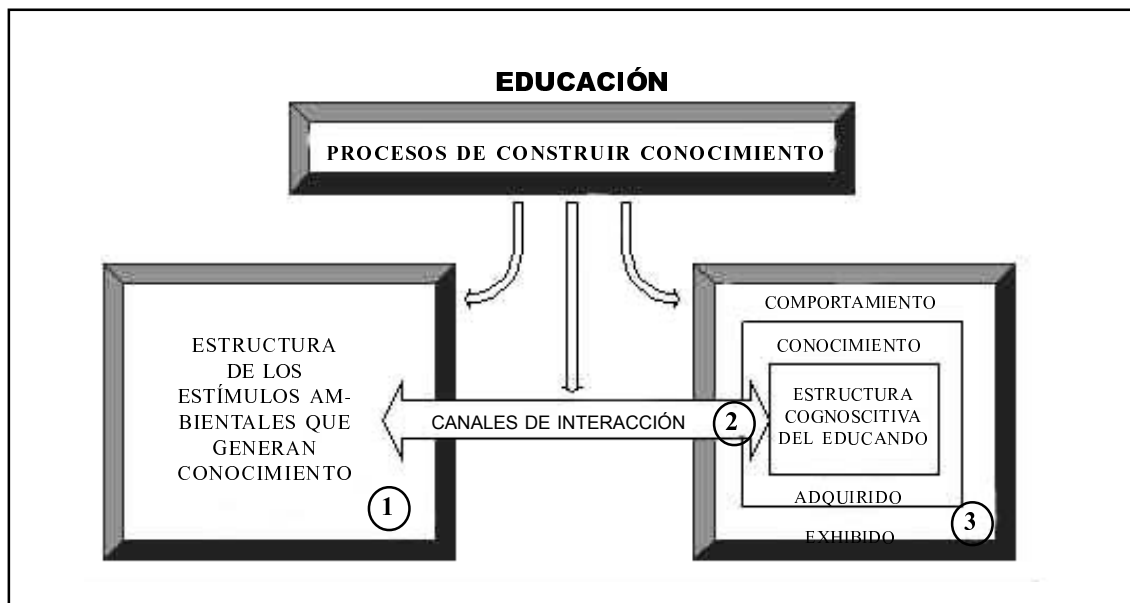 EDUCACIÓN
PROCESOS DE CONSTRUIR CONOCIMIENTO
ESTRUCTURA
DE LOS
ESTÍMULOS AM-
BIENTALES QUE
GENERAN
CONOCIMIENTO
1
CANALES DE INTERACCIÓN
2
COMPORTAMIENTO
CONOCIMIENTO
ESTRUCTURA
COGNOSCITIVA
DEL EDUCANDO
ADQUIRIDO
EXHIBIDO
3